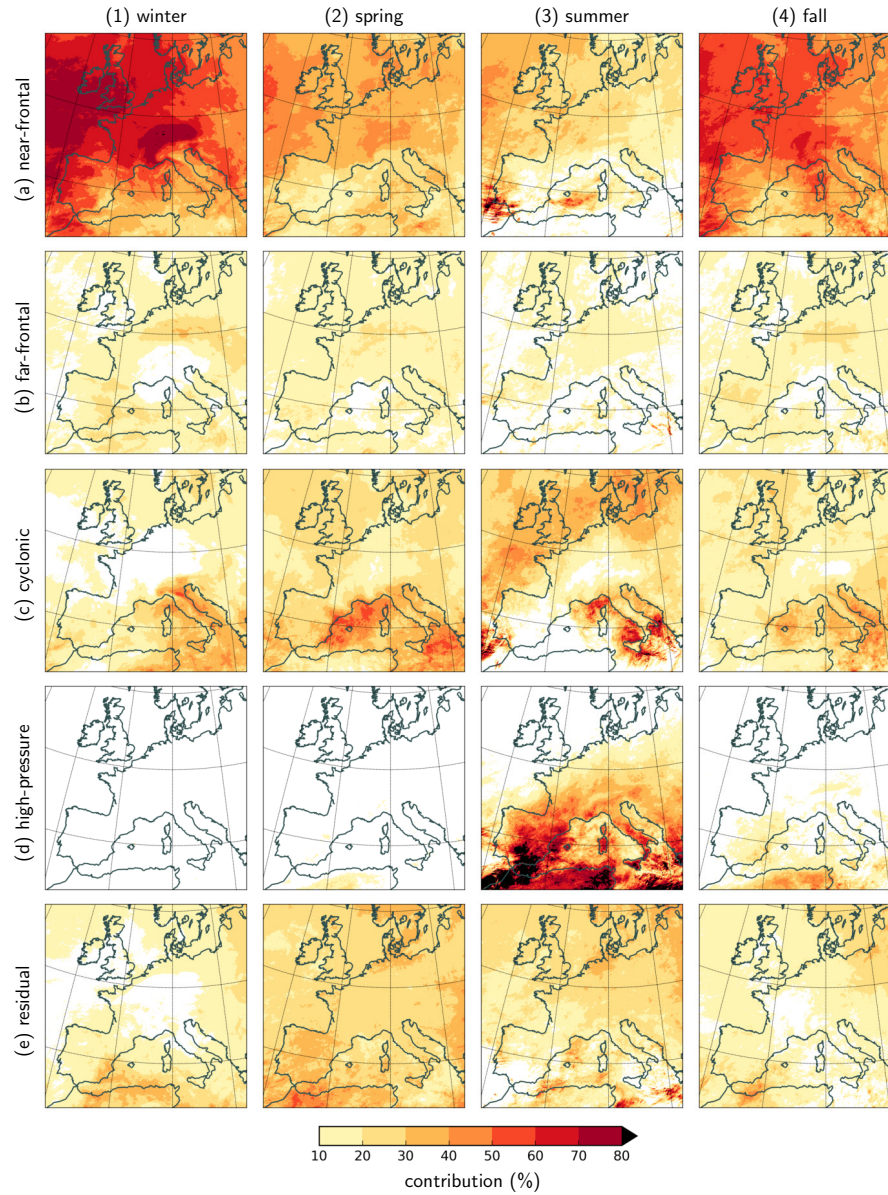 (1) winter
(2) spring
(3) summer
(4) fall
(a) near-frontal
(b) far-frontal
(c) cyclonic
(d) high-pressure
(e) residual
10 20 30 40 50 60 70 80
contribution (%)